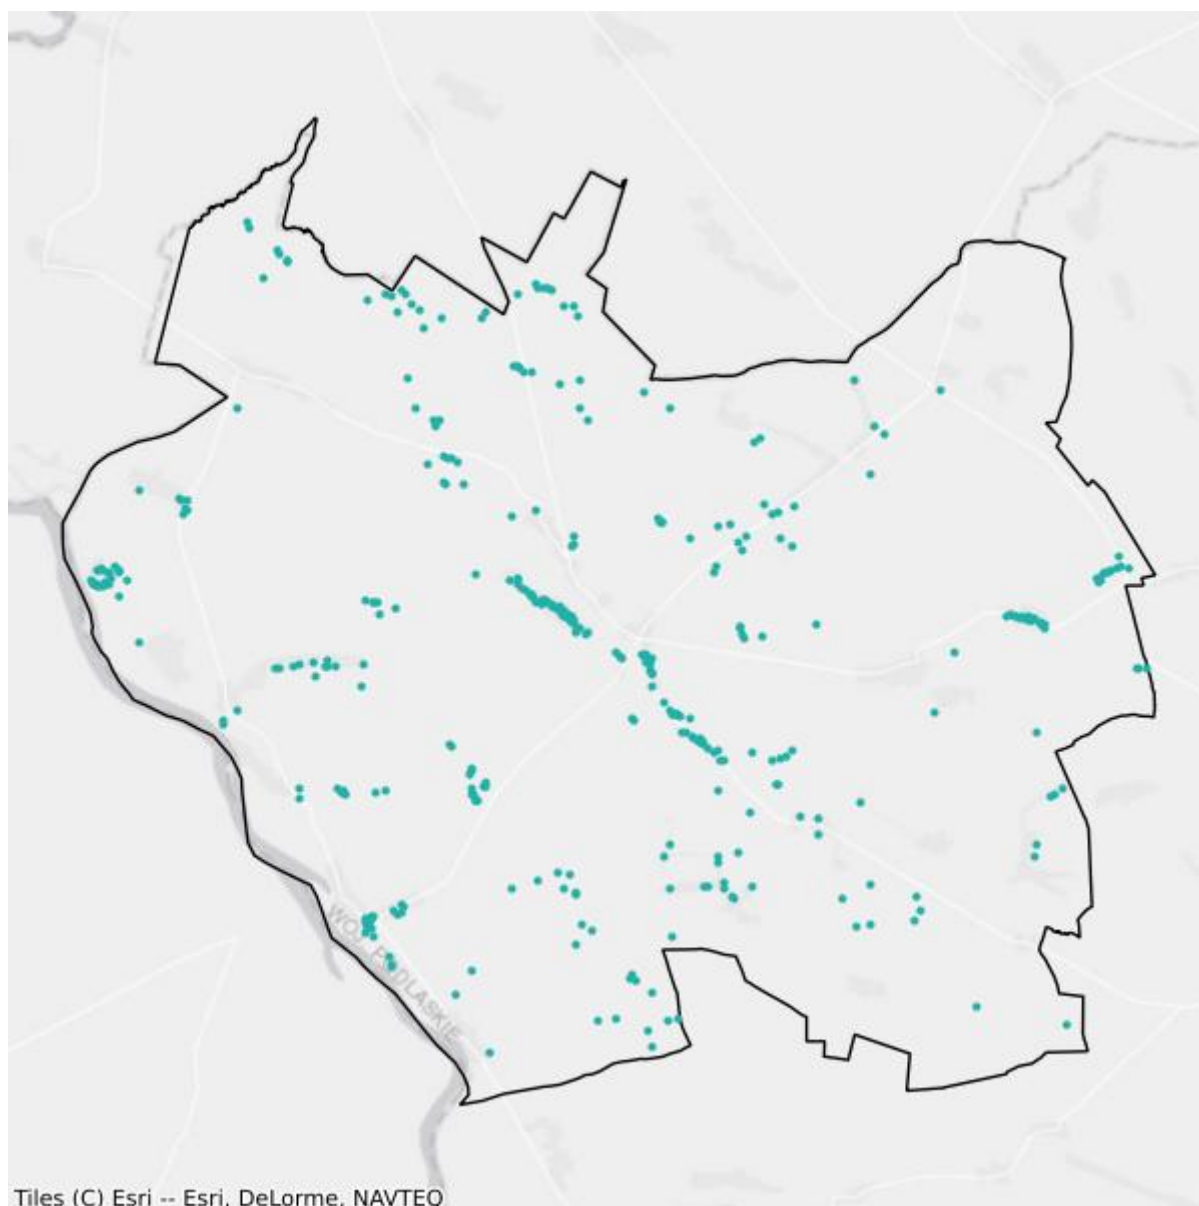 WOJ. PODLASKIE
Tiles (C) Esri -- Esri, DeLorme, NAVTEQ